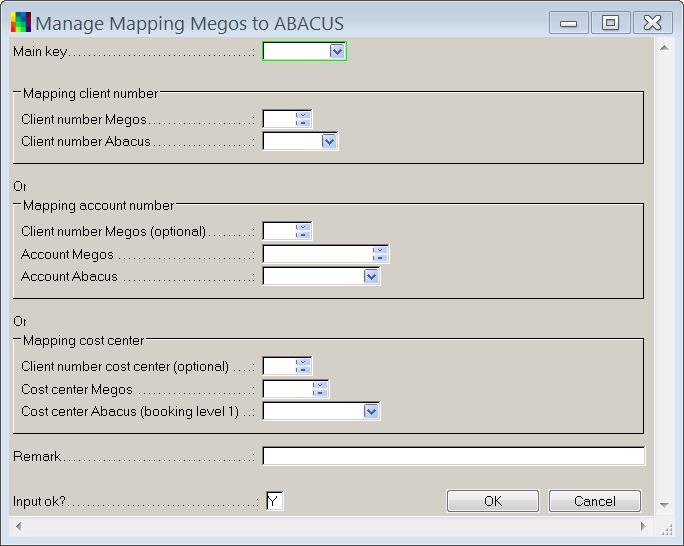 Manage Mapping Megos to ABACUS
Main key.................................:
Mapping client number
Client number Megos..................:
Client number Abacus.................:
Or
Mapping account number
Client number Megos (optional).........:
Account Megos........................:
Account Abacus.......................:
Or
Mapping cost center
Client number cost center (optional) ....:
Cost center Megos....................:
Cost center Abacus (booking level 1) ...:
Remark.................................:
Input ok?................................: Y
OK Cancel